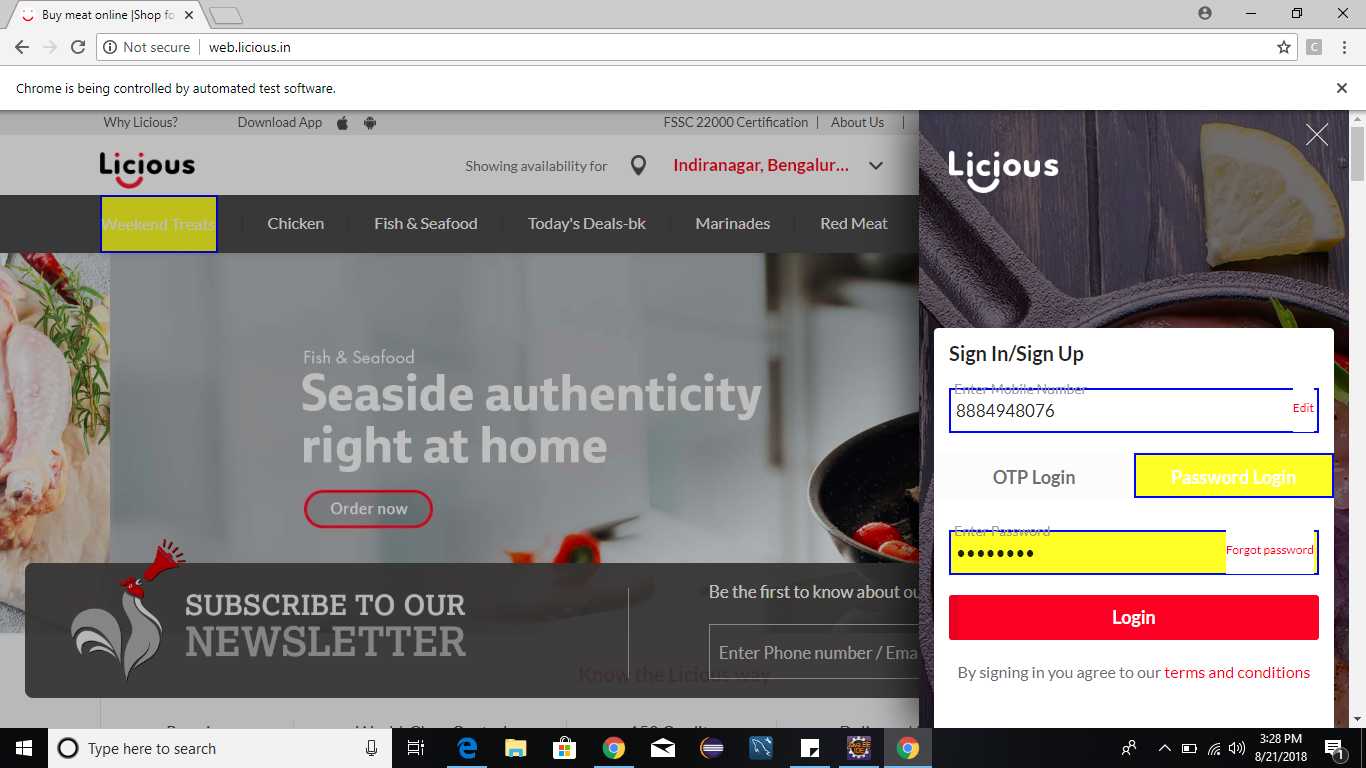 Buy meat online |Shop fo
Not secure
web.licious.in
Chrome is being controlled by automated test software.
Why Licious?
Download App
FSSC 22000 Certification
About Us
Licious
Showing availability for
Indiranagar, Bengalur...
Weekend Treats
Chicken
Fish & Seafood
Today's Deals-bk
Marinades
Red Meat
Fish & Seafood
Seaside authenticity
right at home
Order now
SUBSCRIBE TO OUR
NEWSLETTER
Be the first to know about ou
Enter Phone number / Ema
Know the Licious way
Licious
Sign In/Sign Up
Enter Mobile Number
8884948076
Edit
OTP Login
Password Login
Enter Password
Forgot password
Login
By signing in you agree to our terms and conditions
Type here to search
3:28 PM
8/21/2018
1